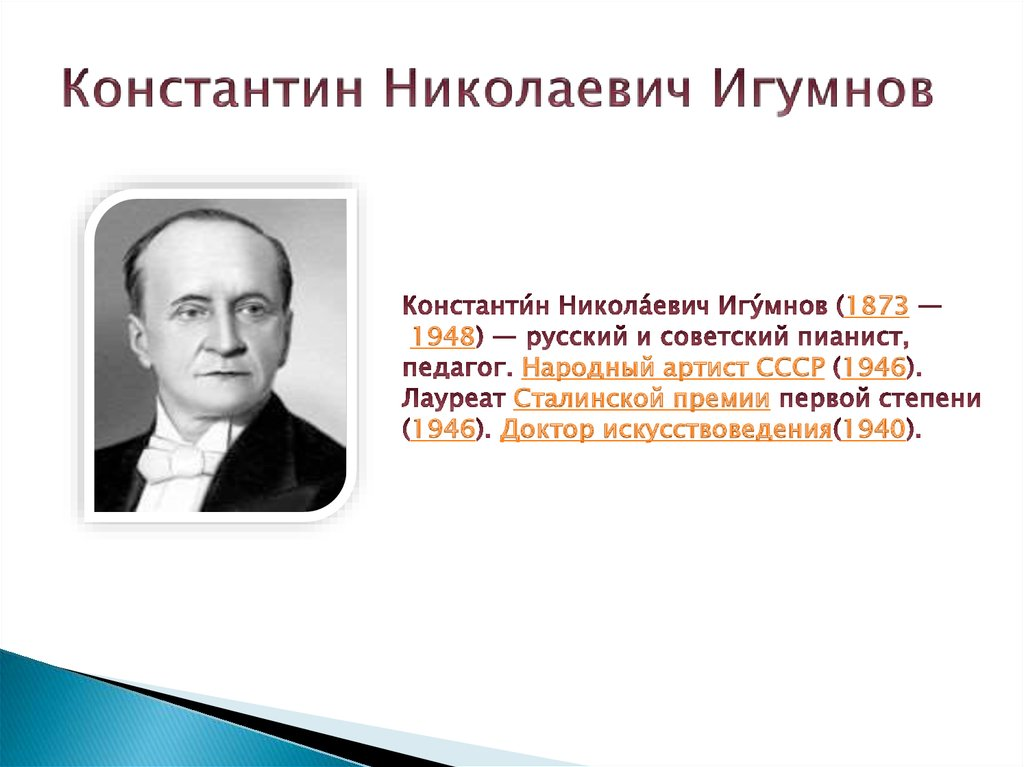 Константин Николаевич Игумнов
Константи́н Никола́евич Игу́мнов (1873 —
1948) — русский и советский пианист,
педагог. Народный артист СССР (1946).
Лауреат Сталинской премии первой степени
(1946). Доктор искусствоведения(1940).